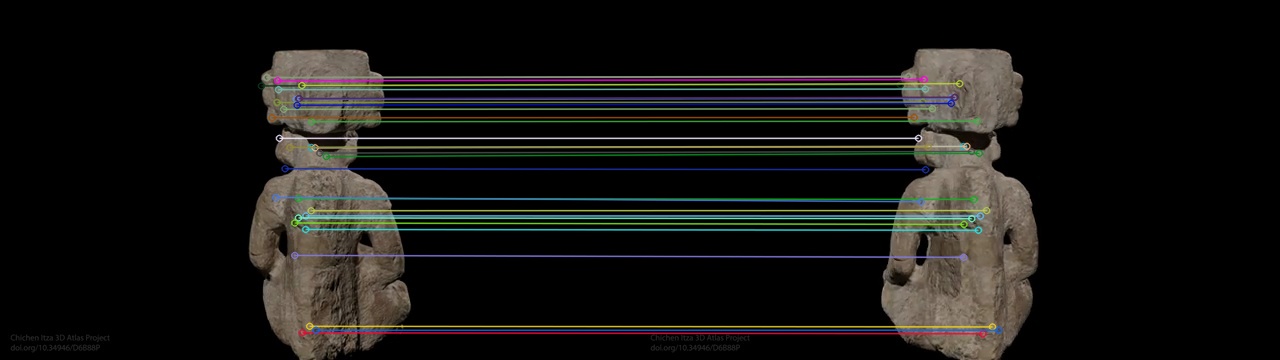 Chichen Itza 3D Atlas Project
doi.org/10.34946/D6B88P
Chichen Itza 3D Atlas Project
doi.org/10.34946/D6B88P